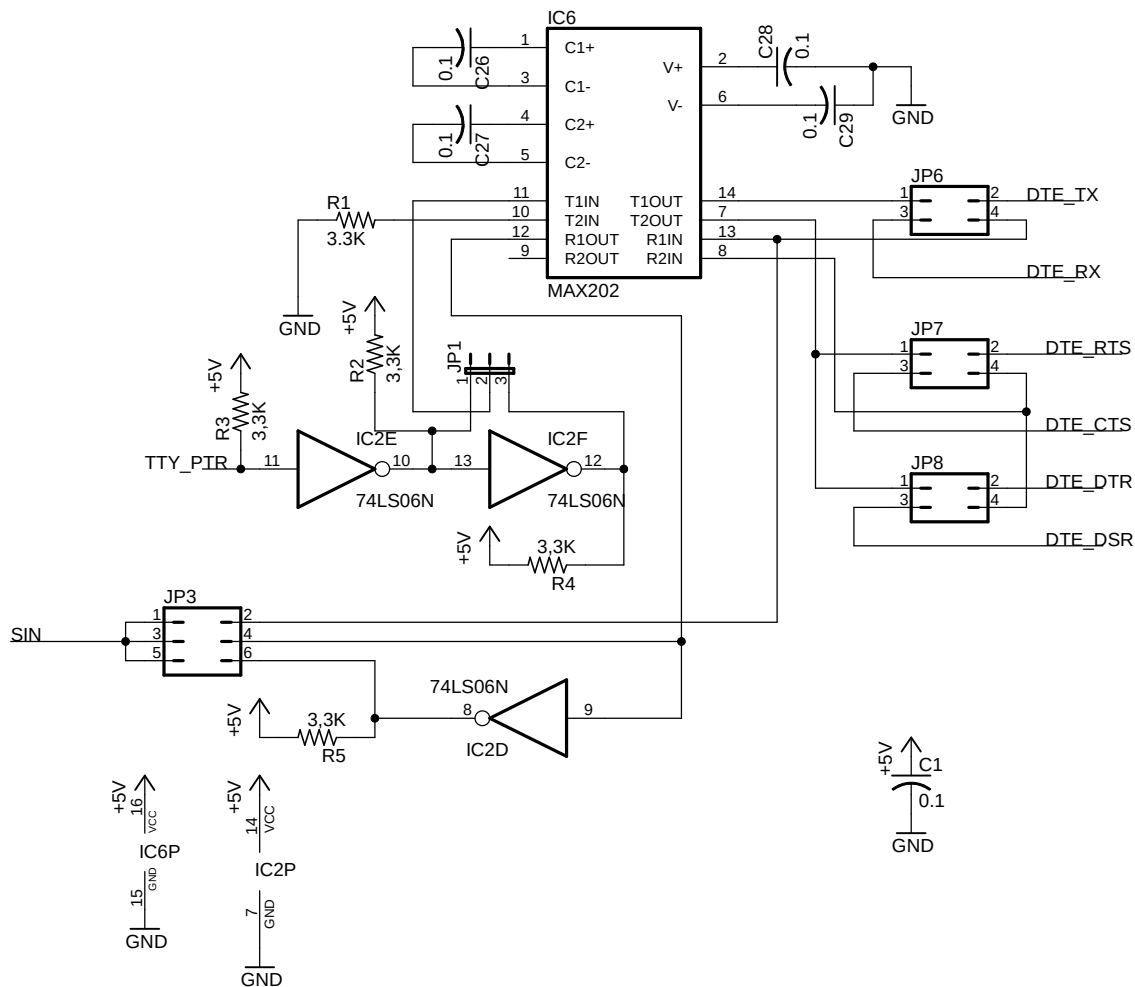 IC6
1 C1+
3 C1-
4 C2+
5 C2-
11 T1IN
10 T2IN
12 R1OUT
9 R2OUT
V+ 2
V- 6
T1OUT 14
T2OUT 7
R1IN 13
R2IN 8
MAX202
0.1
C26
0.1
C27
C28
0.1
0.1
C29
GND
R1
3.3K
GND
JP6
1 2
3 4
DTE_TX
DTE_RX
JP7
1 2
3 4
DTE_RTS
DTE_CTS
JP8
1 2
3 4
DTE_DTR
DTE_DSR
+5V
R2
3,3K
JP1
1
2
3
+5V
R3
3,3K
TTY_PTR
11
IC2E
10
74LS06N
13
IC2F
12
74LS06N
+5V
3,3K
R4
JP3
1 2
3 4
5 6
SIN
74LS06N
8
9
IC2D
+5V
3,3K
R5
+5V
16
VCC
IC6P
15
GND
GND
+5V
14
VCC
IC2P
7
GND
GND
+5V
C1
0.1
GND